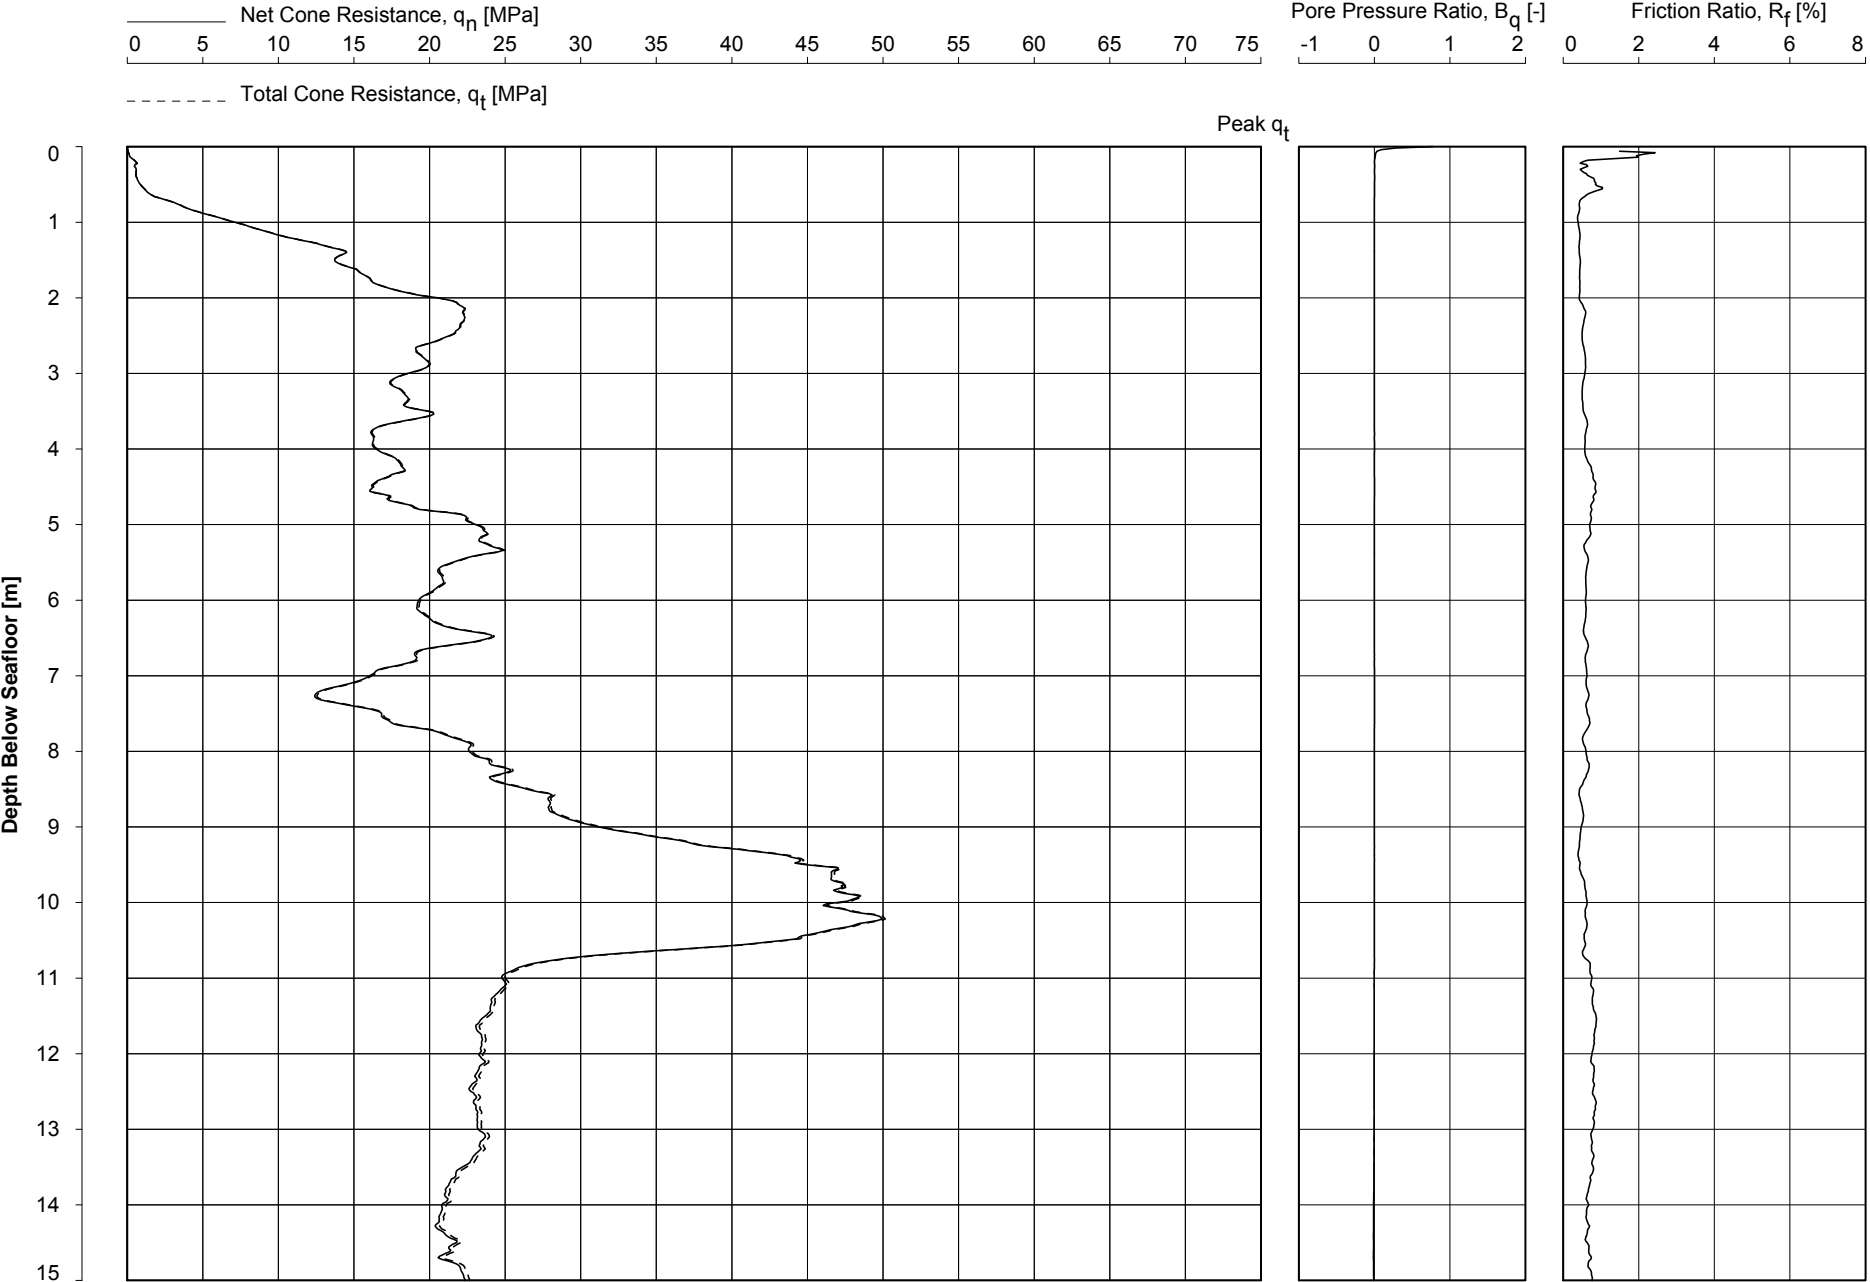 Net Cone Resistance, qn [MPa]
Pore Pressure Ratio, Bq [-]
Friction Ratio, Rf [%]
0 5 10 15 20 25 30 35 40 45 50 55 60 65 70 75
-1 0 1 2
0 2 4 6 8
Total Cone Resistance, qt [MPa]
Peak qt
0
1
2
3
4
5
6
7
8
9
10
11
12
13
14
15
Depth Below Seafloor [m]